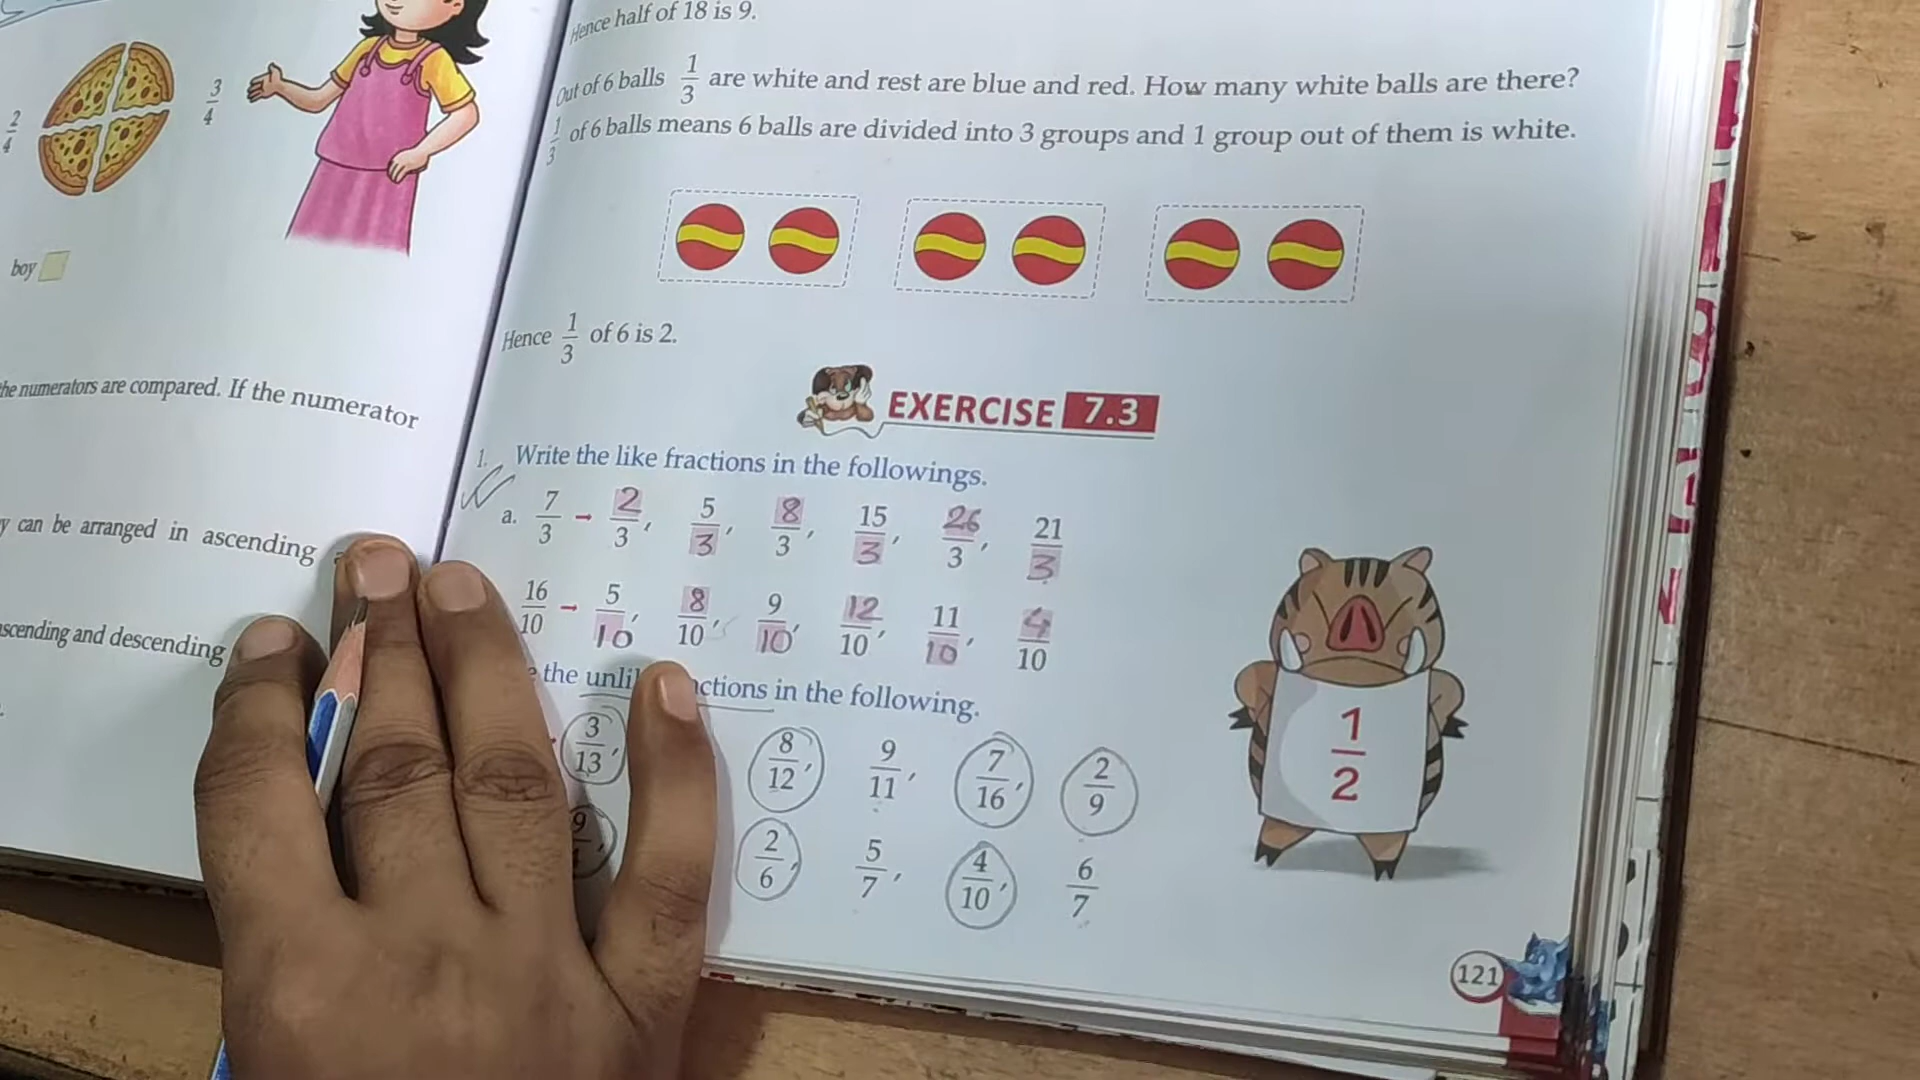 2/4
3/4
boy
the numerators are compared. If the numerator
can be arranged in ascending
ascending and descending
Hence half of 18 is 9.
Out of 6 balls 1/3 are white and rest are blue and red. How many white balls are there?
1/3 of 6 balls means 6 balls are divided into 3 groups and 1 group out of them is white.
Hence 1/3 of 6 is 2.
EXERCISE 7.3
1. Write the like fractions in the followings.
a. 7/3 → 2/3, 5/3, 8/3, 15/3, 26/3, 21/3
16/10 → 5/10, 8/10, 9/10, 12/10, 11/10, 4/10
the unli ctions in the following.
3/13, 8/12, 9/11, 7/16, 2/9
2/6, 5/7, 4/10, 6/7
1/2
121